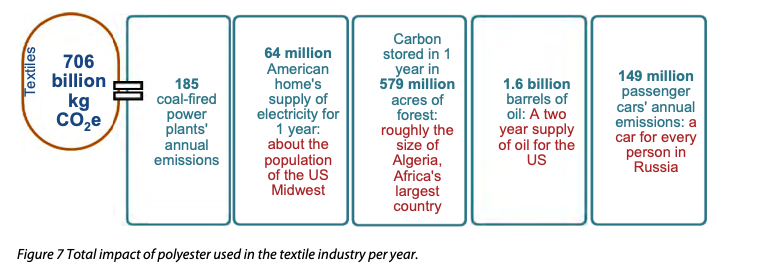 Textiles
706
billion
kg
CO₂e
185
coal-fired
power
plants'
annual
emissions
64 million
American
home's
supply of
electricity for
1 year:
about the
population
of the US
Midwest
Carbon
stored in 1
year in
579 million
acres of
forest:
roughly the
size of
Algeria,
Africa's
largest
country
1.6 billion
barrels of
oil: A two
year supply
of oil for the
US
149 million
passenger
cars' annual
emissions: a
car for every
person in
Russia
Figure 7 Total impact of polyester used in the textile industry per year.